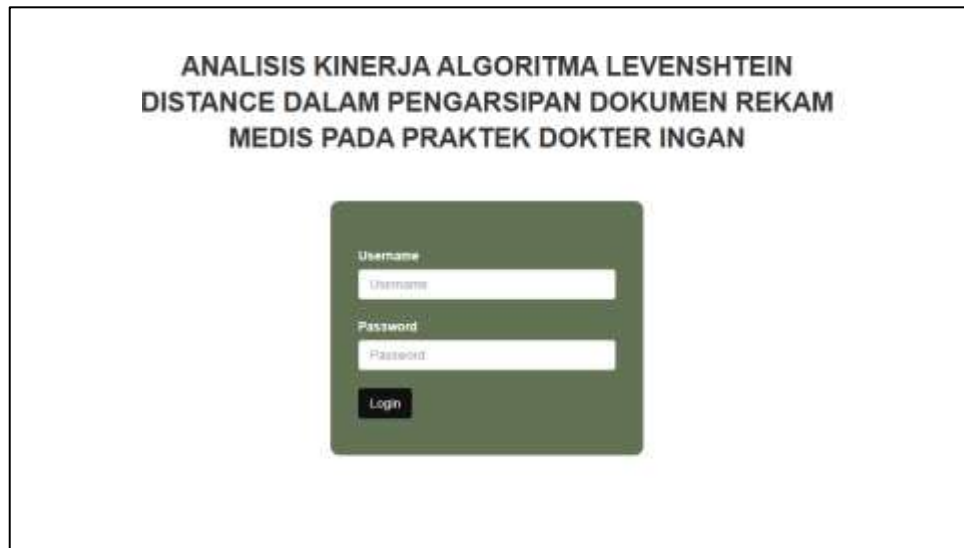 ANALISIS KINERJA ALGORITMA LEVENSHTEIN
DISTANCE DALAM PENGARSIPAN DOKUMEN REKAM
MEDIS PADA PRAKTEK DOKTER INGAN
Username
Username
Password
Password
Login